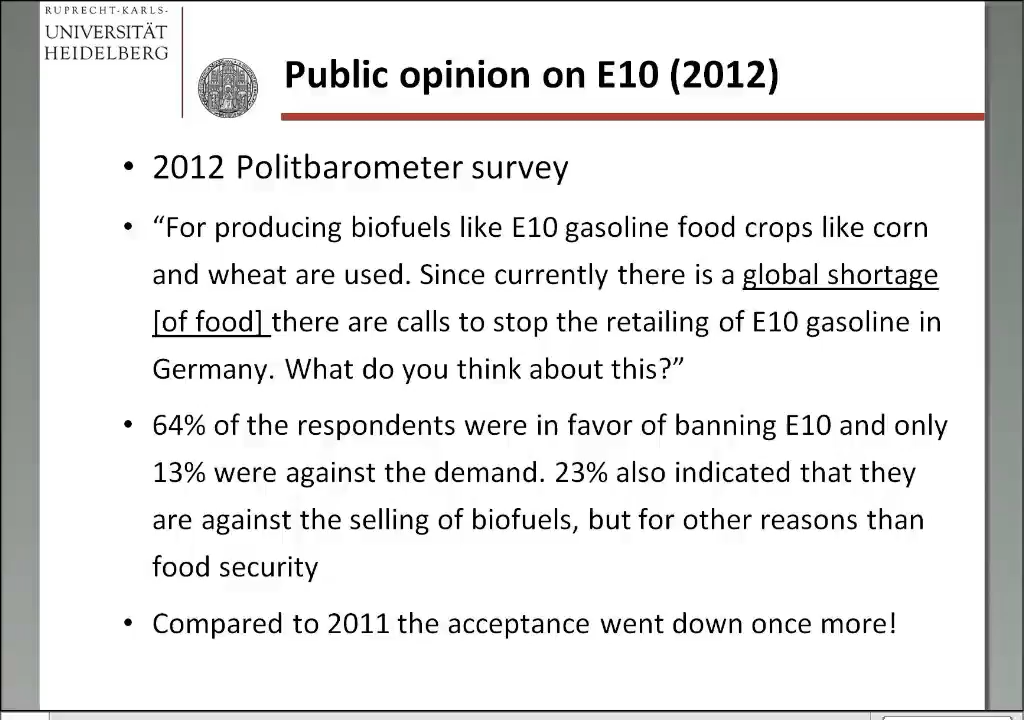 RUPRECHT-KARLS-
UNIVERSITÄT
HEIDELBERG
Public opinion on E10 (2012)
• 2012 Politbarometer survey
• “For producing biofuels like E10 gasoline food crops like corn
and wheat are used. Since currently there is a global shortage
[of food] there are calls to stop the retailing of E10 gasoline in
Germany. What do you think about this?”
• 64% of the respondents were in favor of banning E10 and only
13% were against the demand. 23% also indicated that they
are against the selling of biofuels, but for other reasons than
food security
• Compared to 2011 the acceptance went down once more!